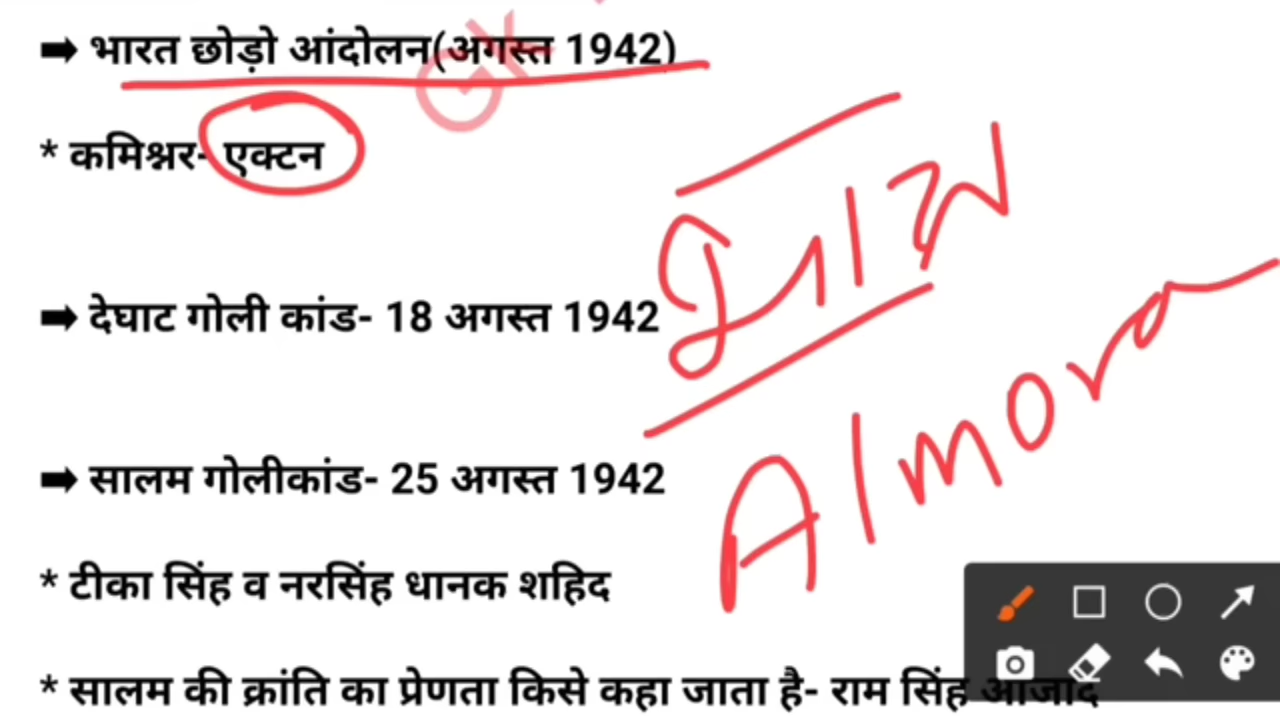 ➡ भारत छोड़ो आंदोलन(अगस्त 1942)
* कमिश्नर- एक्टन
➡ देघाट गोली कांड- 18 अगस्त 1942
➡ सालम गोलीकांड- 25 अगस्त 1942
Almora
* टीका सिंह व नरसिंह धानक शहिद
* सालम की क्रांति का प्रेणता किसे कहा जाता है- राम सिंह आजाद